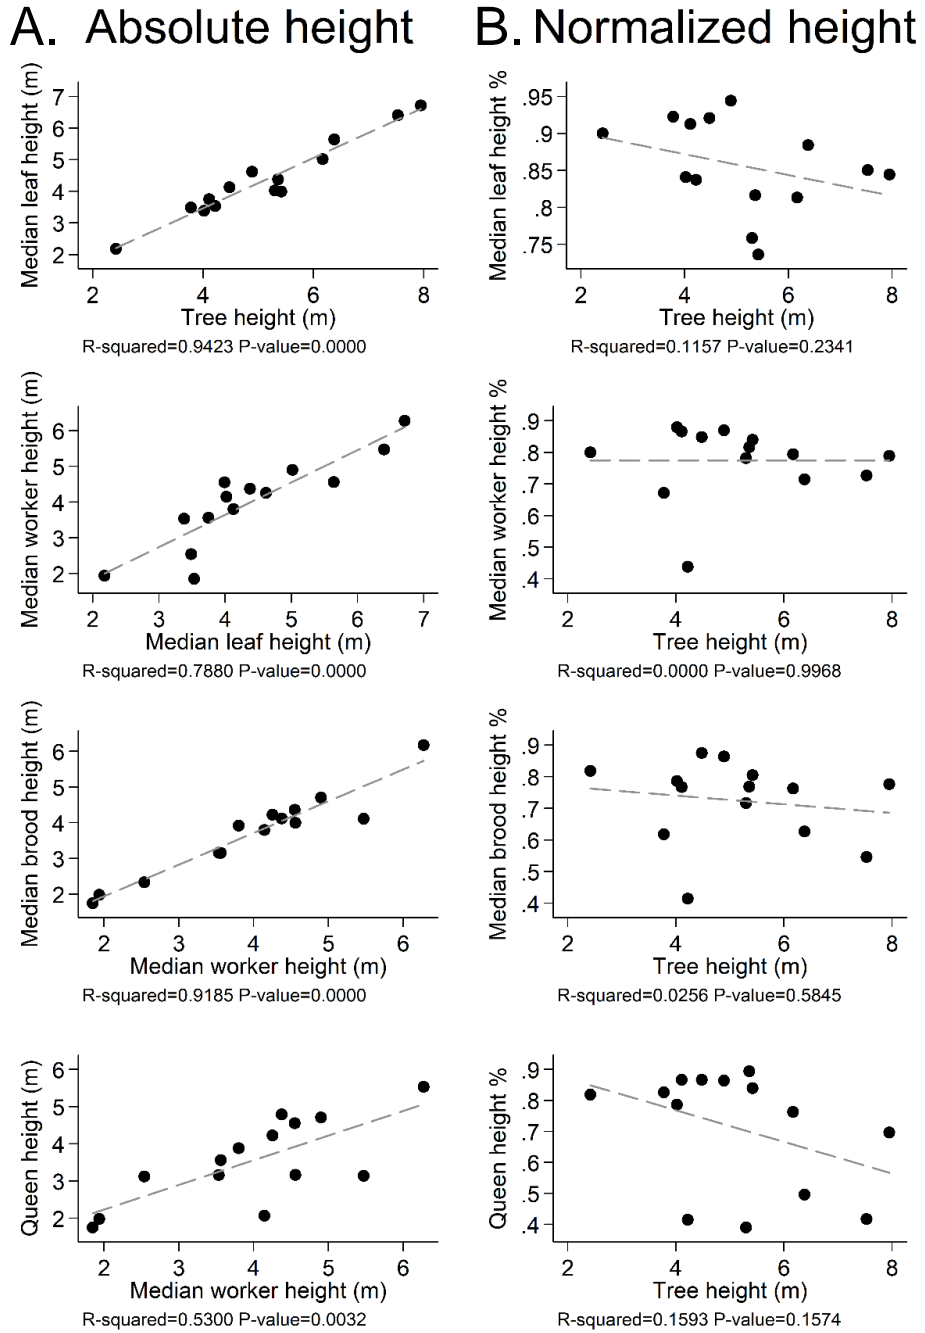 A. Absolute height
B. Normalized height
Median leaf height (m)
7
6
5
4
3
2
2 4 6 8
Tree height (m)
R-squared=0.9423 P-value=0.0000
Median leaf height %
.95
.9
.85
.8
.75
2 4 6 8
Tree height (m)
R-squared=0.1157 P-value=0.2341
Median worker height (m)
6
5
4
3
2
2 3 4 5 6 7
Median leaf height (m)
R-squared=0.7880 P-value=0.0000
Median worker height %
.9
.8
.7
.6
.5
.4
2 4 6 8
Tree height (m)
R-squared=0.0000 P-value=0.9968
Median brood height (m)
6
5
4
3
2
2 3 4 5 6
Median worker height (m)
R-squared=0.9185 P-value=0.0000
Median brood height %
.9
.8
.7
.6
.5
.4
2 4 6 8
Tree height (m)
R-squared=0.0256 P-value=0.5845
Queen height (m)
6
5
4
3
2
2 3 4 5 6
Median worker height (m)
R-squared=0.5300 P-value=0.0032
Queen height %
.9
.8
.7
.6
.5
.4
2 4 6 8
Tree height (m)
R-squared=0.1593 P-value=0.1574